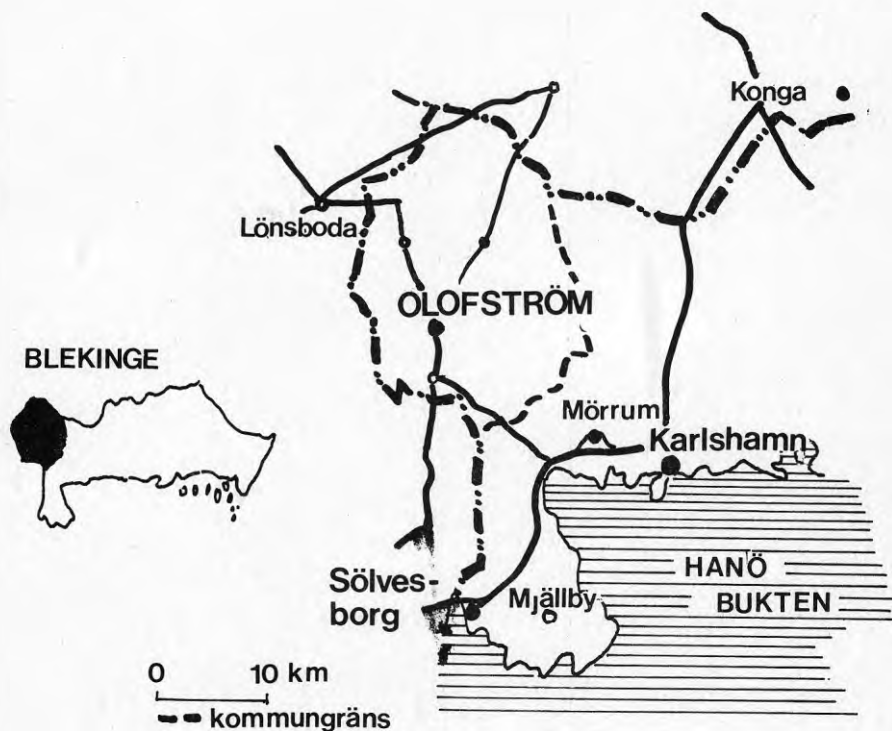 Konga
Lönsboda
OLOFSTRÖM
BLEKINGE
Mörrum
Karlshamn
HANÖ
BUKTEN
Sölves-
borg
Mjällby
0 10 km
kommungräns